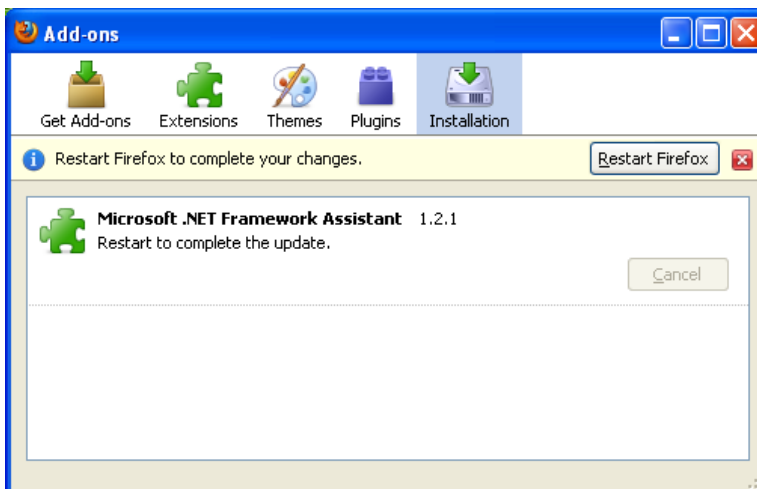 Add-ons
Get Add-ons Extensions Themes Plugins Installation
Restart Firefox to complete your changes. Restart Firefox
Microsoft .NET Framework Assistant 1.2.1
Restart to complete the update.
Cancel